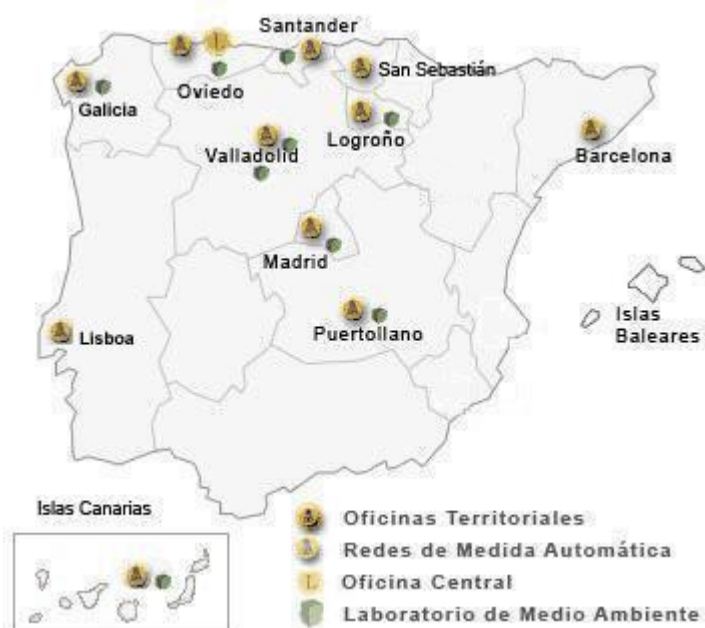 Santander
San Sebastián
Oviedo
Galicia
Logroño
Valladolid
Barcelona
Madrid
Islas
Baleares
Puertollano
Lisboa
Islas Canarias
Oficinas Territoriales
Redes de Medida Automática
L Oficina Central
Laboratorio de Medio Ambiente